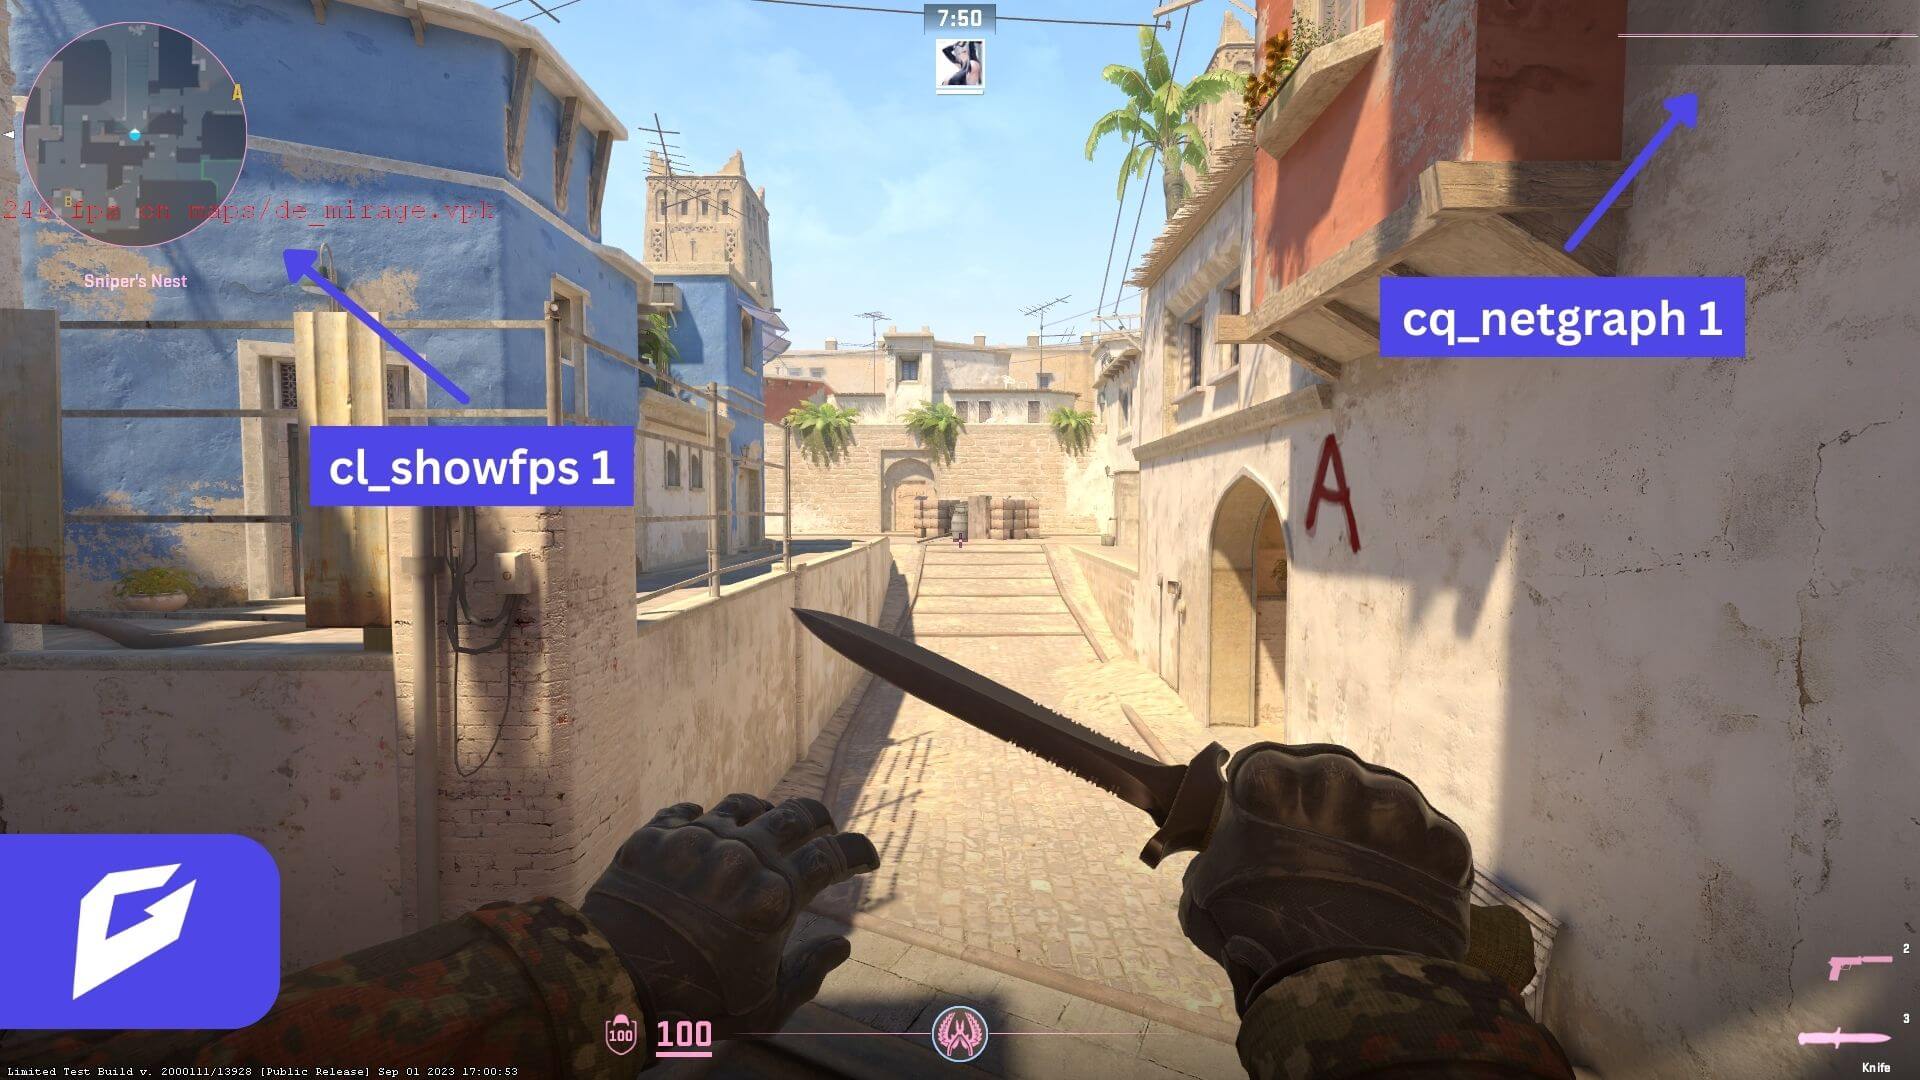 7:50
A
B
246 fps on maps/de_mirage.vpk
Sniper's Nest
cq_netgraph 1
cl_showfps 1
A
2
3
Knife
100
100
Limited Test Build v. 2000111/13928 [Public Release] Sep 01 2023 17:00:53